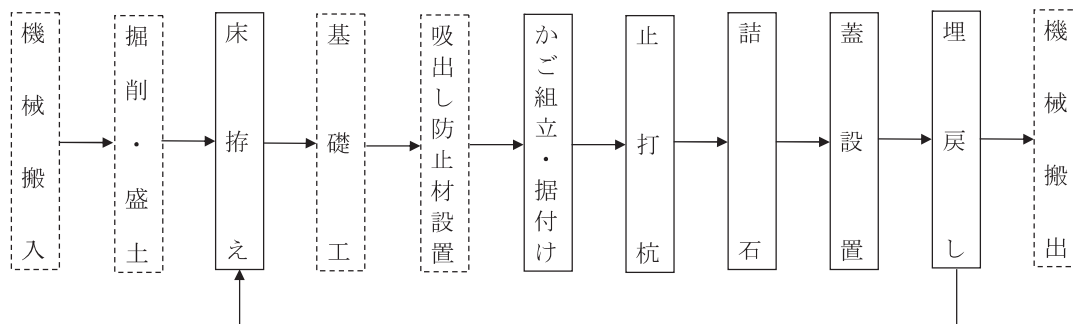 機械搬入
掘削・盛土
床拵え
基礎工
吸出し防止材設置
かご組立・据付け
止打杭
詰石
蓋設置
埋戻し
機械搬出